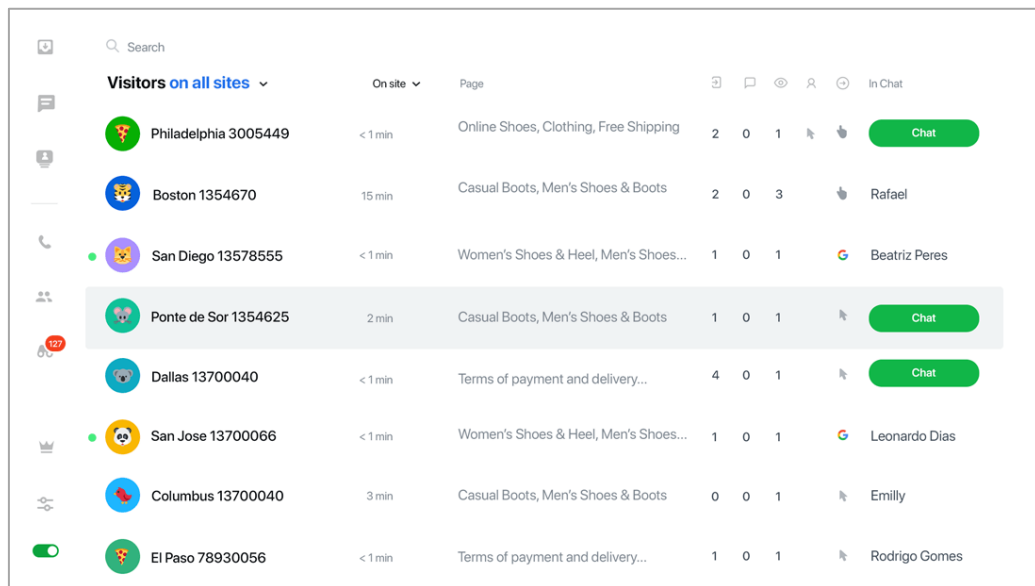 Search
Visitors on all sites On site Page In Chat
Philadelphia 3005449 < 1 min Online Shoes, Clothing, Free Shipping 2 0 1 Chat
Boston 1354670 15 min Casual Boots, Men's Shoes & Boots 2 0 3 Rafael
San Diego 13578555 < 1 min Women's Shoes & Heel, Men's Shoes... 1 0 1 G Beatriz Peres
Ponte de Sor 1354625 2 min Casual Boots, Men's Shoes & Boots 1 0 1 Chat
127
Dallas 13700040 < 1 min Terms of payment and delivery... 4 0 1 Chat
San Jose 13700066 < 1 min Women's Shoes & Heel, Men's Shoes... 1 0 1 G Leonardo Dias
Columbus 13700040 3 min Casual Boots, Men's Shoes & Boots 0 0 1 Emilly
El Paso 78930056 < 1 min Terms of payment and delivery... 1 0 1 Rodrigo Gomes